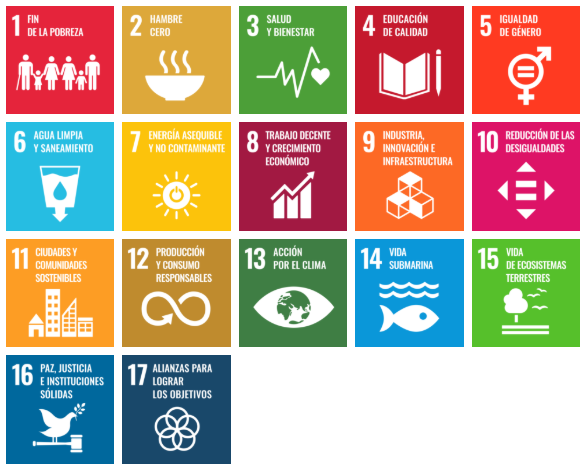 1 FIN
DE LA POBREZA
2 HAMBRE
CERO
3 SALUD
Y BIENESTAR
4 EDUCACIÓN
DE CALIDAD
5 IGUALDAD
DE GÉNERO
6 AGUA LIMPIA
Y SANEAMIENTO
7 ENERGÍA ASEQUIBLE
Y NO CONTAMINANTE
8 TRABAJO DECENTE
Y CRECIMIENTO
ECONÓMICO
9 INDUSTRIA,
INNOVACIÓN E
INFRAESTRUCTURA
10 REDUCCIÓN DE LAS
DESIGUALDADES
11 CIUDADES Y
COMUNIDADES
SOSTENIBLES
12 PRODUCCIÓN
Y CONSUMO
RESPONSABLES
13 ACCIÓN
POR EL CLIMA
14 VIDA
SUBMARINA
15 VIDA
DE ECOSISTEMAS
TERRESTRES
16 PAZ, JUSTICIA
E INSTITUCIONES
SÓLIDAS
17 ALIANZAS PARA
LOGRAR
LOS OBJETIVOS